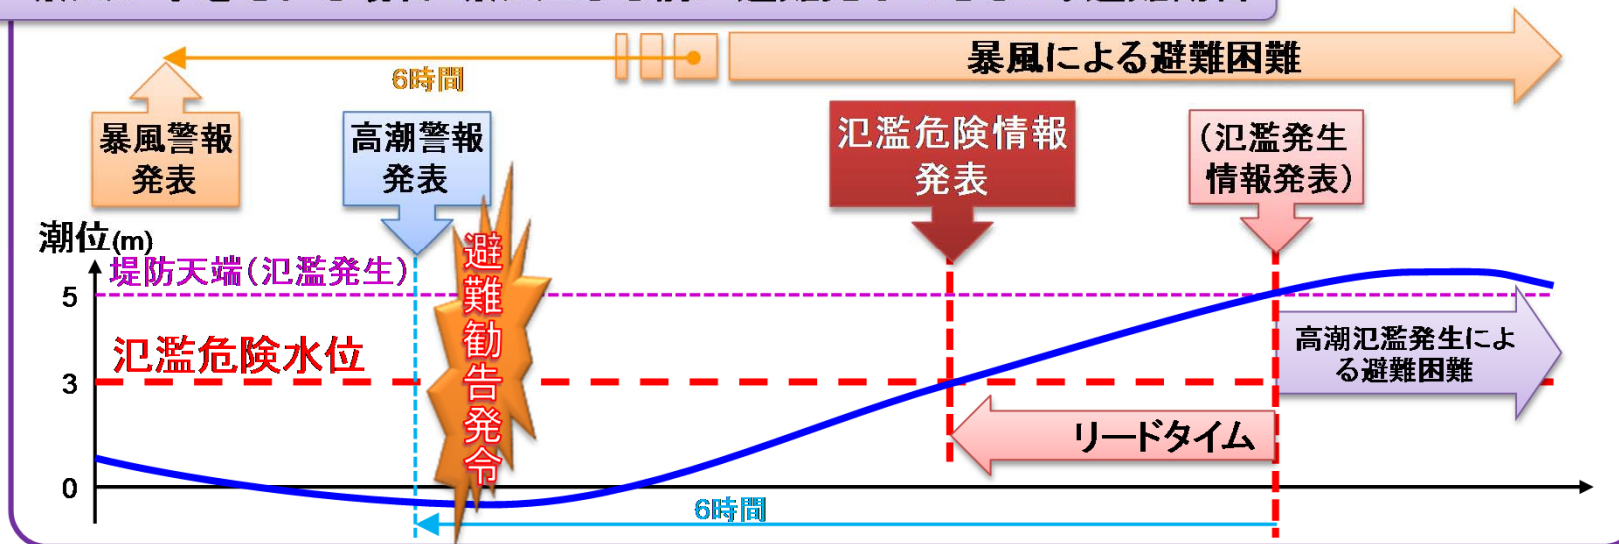 6時間
暴風による避難困難
暴風警報
発表
高潮警報
発表
氾濫危険情報
発表
(氾濫発生
情報発表)
避難勧告発令
潮位(m)
堤防天端(氾濫発生)
5
氾濫危険水位
3
高潮氾濫発生によ
る避難困難
リードタイム
0
6時間